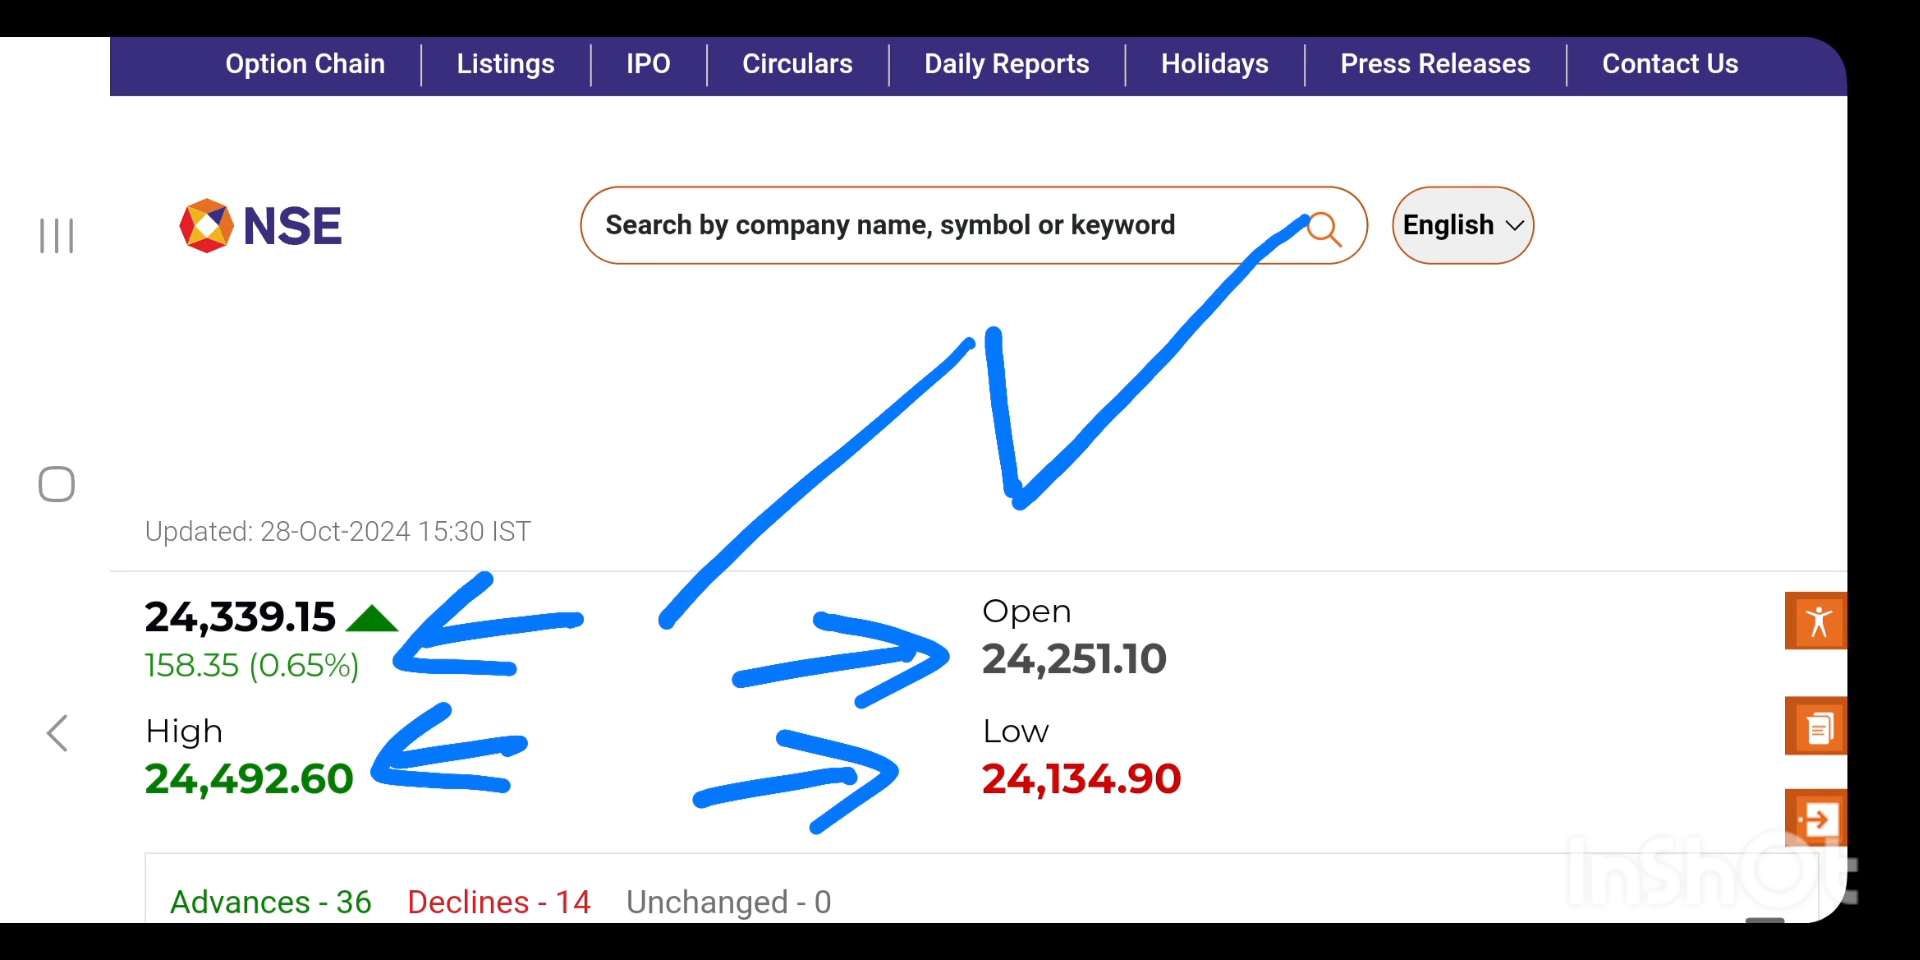 Option Chain Listings IPO Circulars Daily Reports Holidays Press Releases Contact Us
NSE Search by company name, symbol or keyword English
Updated: 28-Oct-2024 15:30 IST
24,339.15 Open
158.35 (0.65%) 24,251.10
High Low
24,492.60 24,134.90
Advances - 36 Declines - 14 Unchanged - 0
InShOt